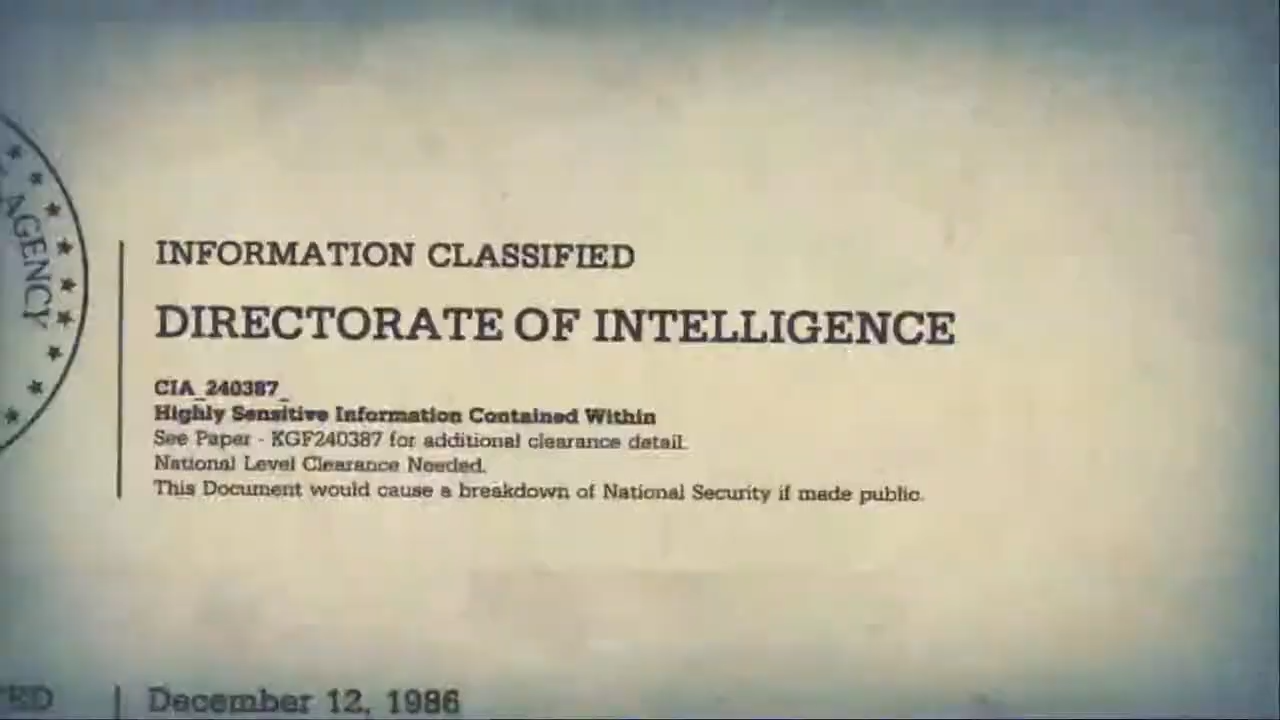 AGENCY
INFORMATION CLASSIFIED
DIRECTORATE OF INTELLIGENCE
CIA_240387_
Highly Sensitive Information Contained Within
See Paper - KGF240387 for additional clearance detail.
National Level Clearance Needed.
This Document would cause a breakdown of National Security if made public.
December 12, 1986